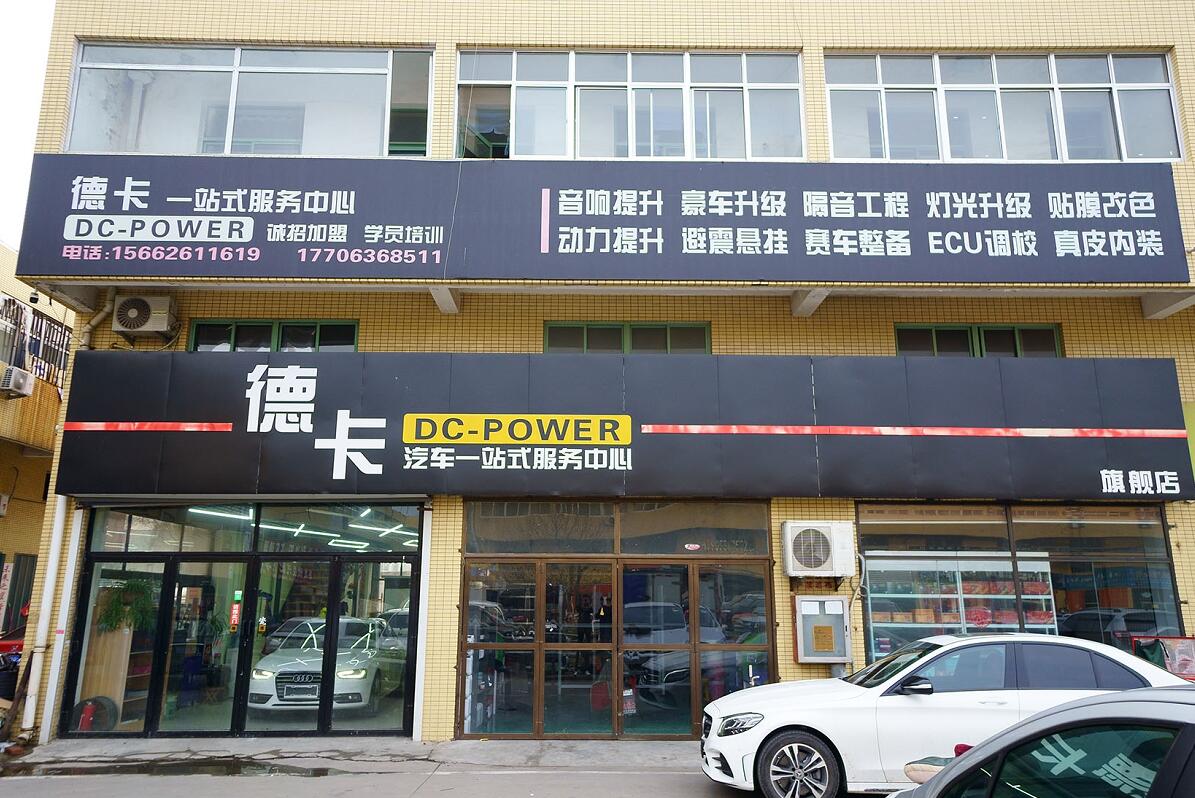 德卡 一站式服务中心
DC-POWER 诚招加盟 学员培训
电话:15662611619 17706368511
音响提升 豪车升级 隔音工程 灯光升级 贴膜改色
动力提升 避震悬挂 赛车整备 ECU调校 真皮内装
德卡
DC-POWER
汽车一站式服务中心
旗舰店